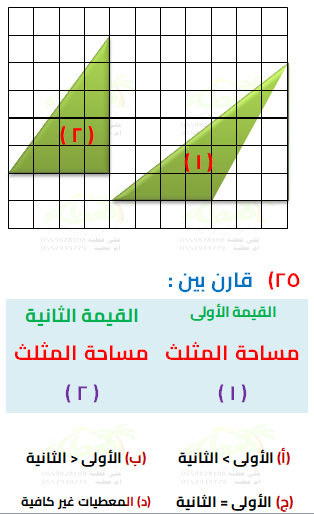 (٢)
(١)
٢٥) قارن بين :
القيمة الأولى القيمة الثانية
مساحة المثلث مساحة المثلث
(١) (٢)
(أ) الأولى > الثانية (ب) الأولى < الثانية
(ج) الأولى = الثانية (د) المعطيات غير كافية